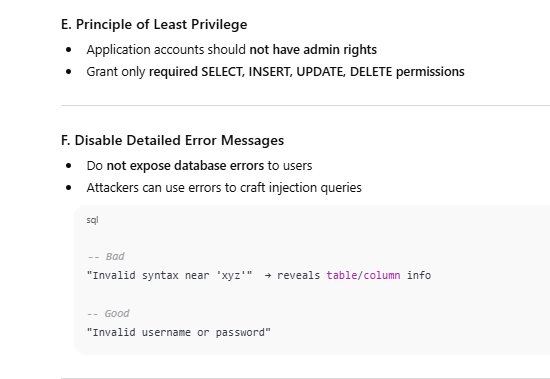 E. Principle of Least Privilege
• Application accounts should not have admin rights
• Grant only required SELECT, INSERT, UPDATE, DELETE permissions
F. Disable Detailed Error Messages
• Do not expose database errors to users
• Attackers can use errors to craft injection queries
sql
-- Bad
"Invalid syntax near 'xyz'" → reveals table/column info
-- Good
"Invalid username or password"